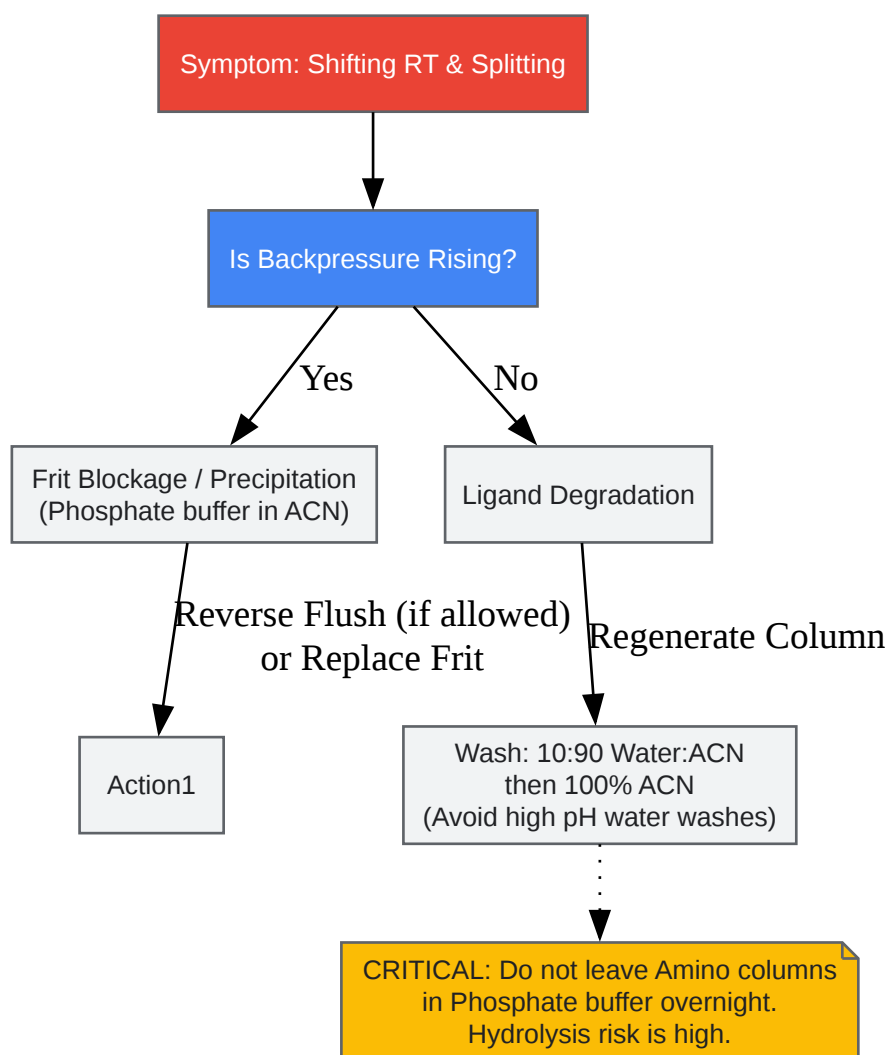 Symptom: Shifting RT & Splitting
Is Backpressure Rising?
Yes
No
Frit Blockage / Precipitation
(Phosphate buffer in ACN)
Ligand Degradation
Reverse Flush (if allowed)
or Replace Frit
Regenerate Column
Action1
Wash: 10:90 Water:ACN
then 100% ACN
(Avoid high pH water washes)
CRITICAL: Do not leave Amino columns
in Phosphate buffer overnight.
Hydrolysis risk is high.